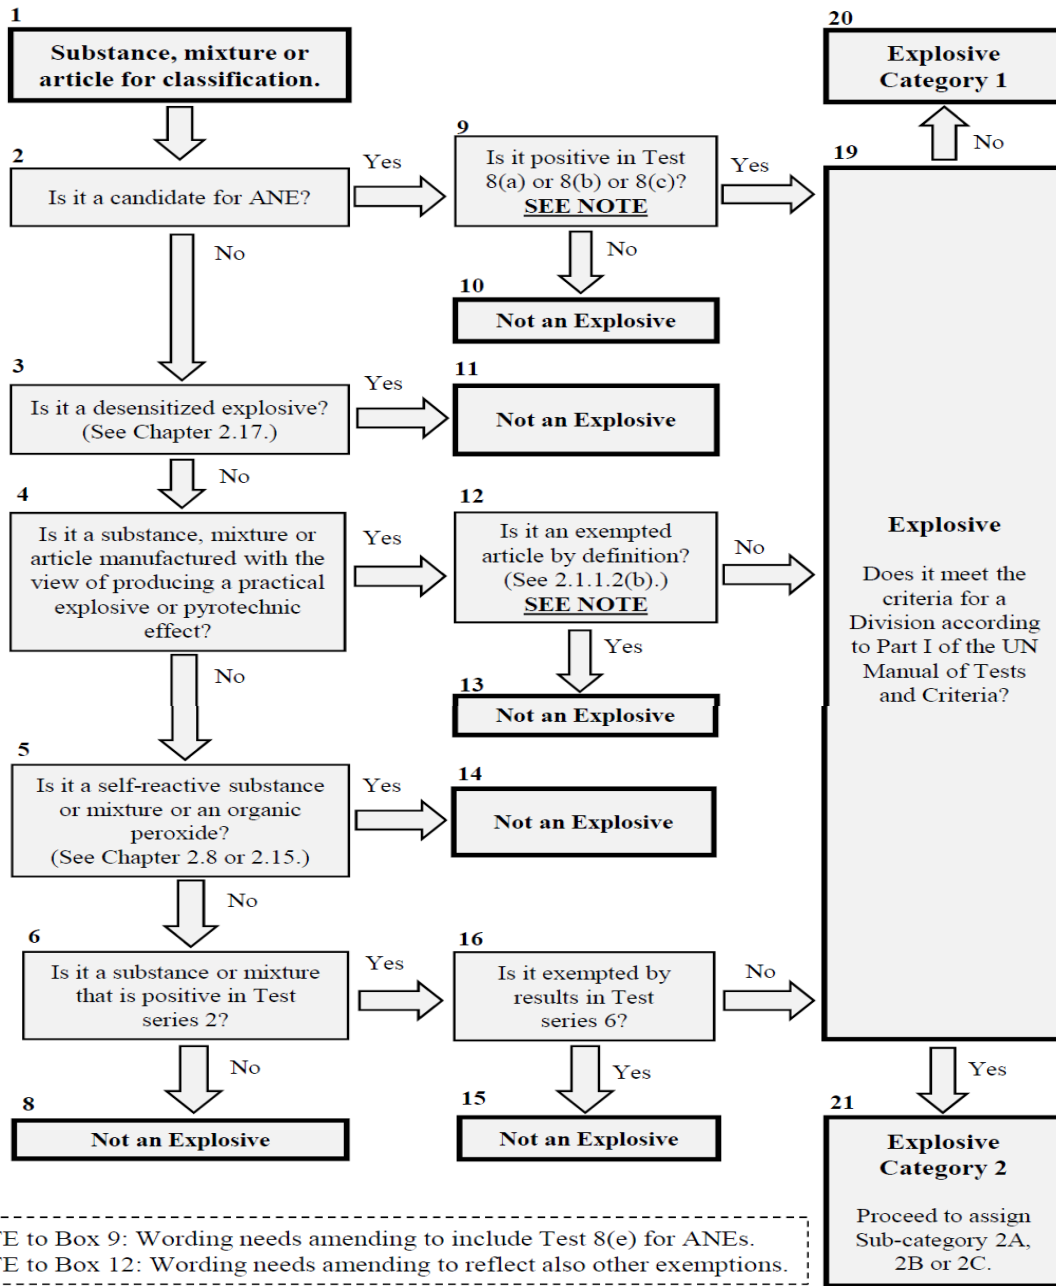 1
Substance, mixture or
article for classification.
20
Explosive
Category 1
No
2
Is it a candidate for ANE?
Yes
9
Is it positive in Test
8(a) or 8(b) or 8(c)?
SEE NOTE
Yes
19
Explosive
Does it meet the
criteria for a
Division according
to Part I of the UN
Manual of Tests
and Criteria?
No
No
10
Not an Explosive
3
Is it a desensitized explosive?
(See Chapter 2.17.)
Yes
11
Not an Explosive
No
4
Is it a substance, mixture or
article manufactured with the
view of producing a practical
explosive or pyrotechnic
effect?
Yes
12
Is it an exempted
article by definition?
(See 2.1.1.2(b).)
SEE NOTE
No
Yes
13
Not an Explosive
No
5
Is it a self-reactive substance
or mixture or an organic
peroxide?
(See Chapter 2.8 or 2.15.)
Yes
14
Not an Explosive
No
6
Is it a substance or mixture
that is positive in Test
series 2?
Yes
16
Is it exempted by
results in Test
series 6?
No
No
8
Not an Explosive
Yes
15
Not an Explosive
Yes
21
Explosive
Category 2
Proceed to assign
Sub-category 2A,
2B or 2C.
TE to Box 9: Wording needs amending to include Test 8(e) for ANEs.
TE to Box 12: Wording needs amending to reflect also other exemptions.